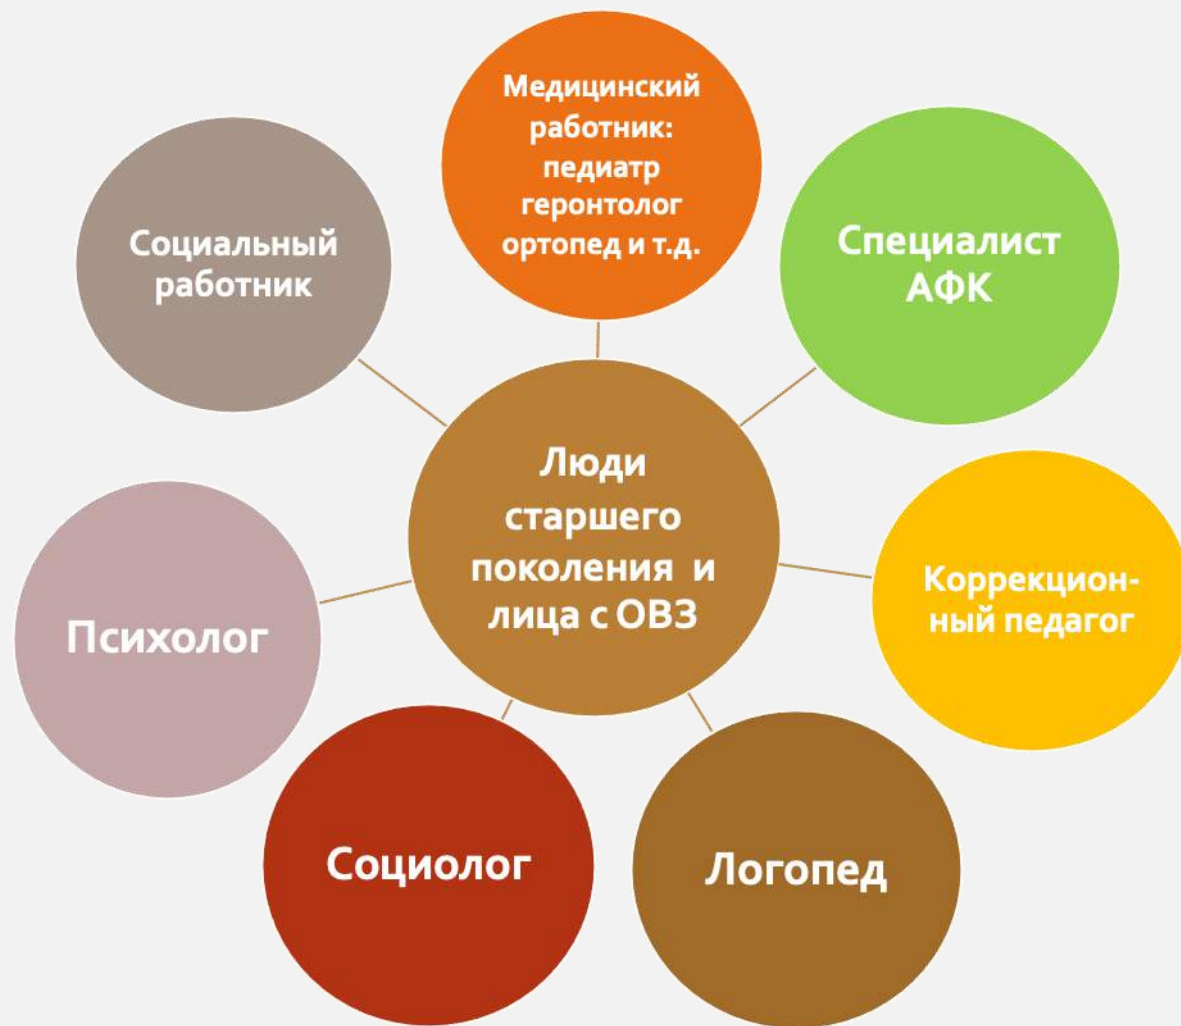 Медицинский
работник:
педиатр
геронтолог
ортопед и т.д.
Социальный
работник
Специалист
АФК
Люди
старшего
поколения и
лица с ОВЗ
Коррекцион-
ный педагог
Психолог
Социолог
Логопед